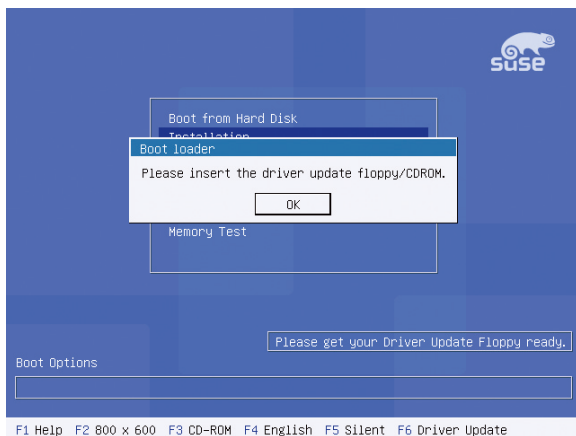 suse
Boot from Hard Disk
Installation
Boot loader
Please insert the driver update floppy/CDROM.
OK
Memory Test
Please get your Driver Update Floppy ready.
Boot Options
F1 Help F2 800 x 600 F3 CD-ROM F4 English F5 Silent F6 Driver Update